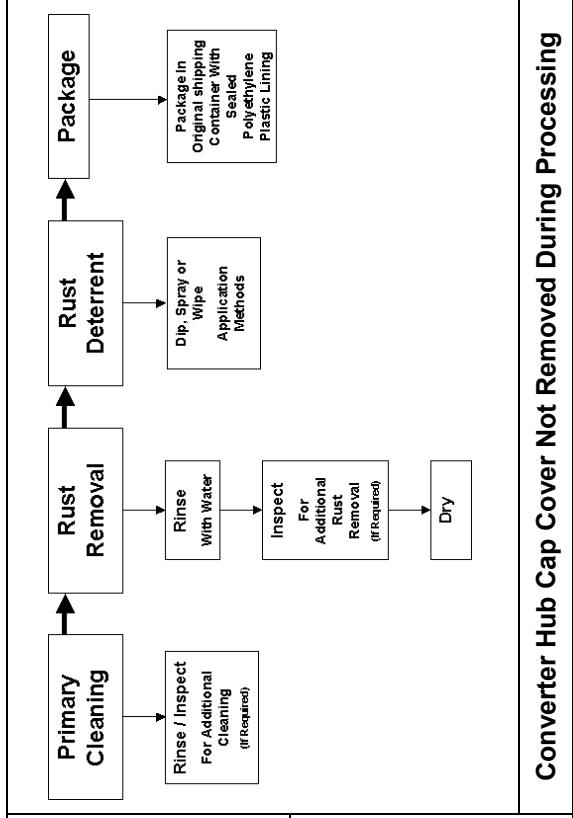 Primary
Cleaning
Rinse / Inspect
For Additional
Cleaning
(If Required)
Rust
Removal
Rinse
With Water
Inspect
For
Additional
Rust
Removal
(If Required)
Dry
Rust
Deterrent
Dip, Spray or
Wipe
Application
Methods
Package
Package In
Original shipping
Container With
Sealed
Polyethylene
Plastic Lining
Converter Hub Cap Cover Not Removed During Processing